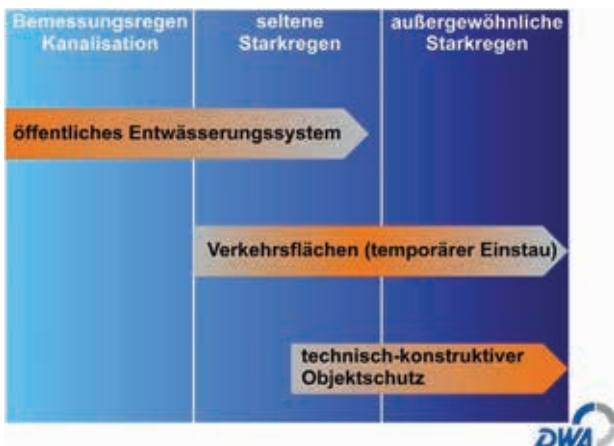 Bemessungsregen
Kanalisation
seltene
Starkregen
außergewöhnliche
Starkregen
öffentliches Entwässerungssystem
Verkehrsflächen (temporärer Einstau)
technisch-konstruktiver
Objektschutz
DWA